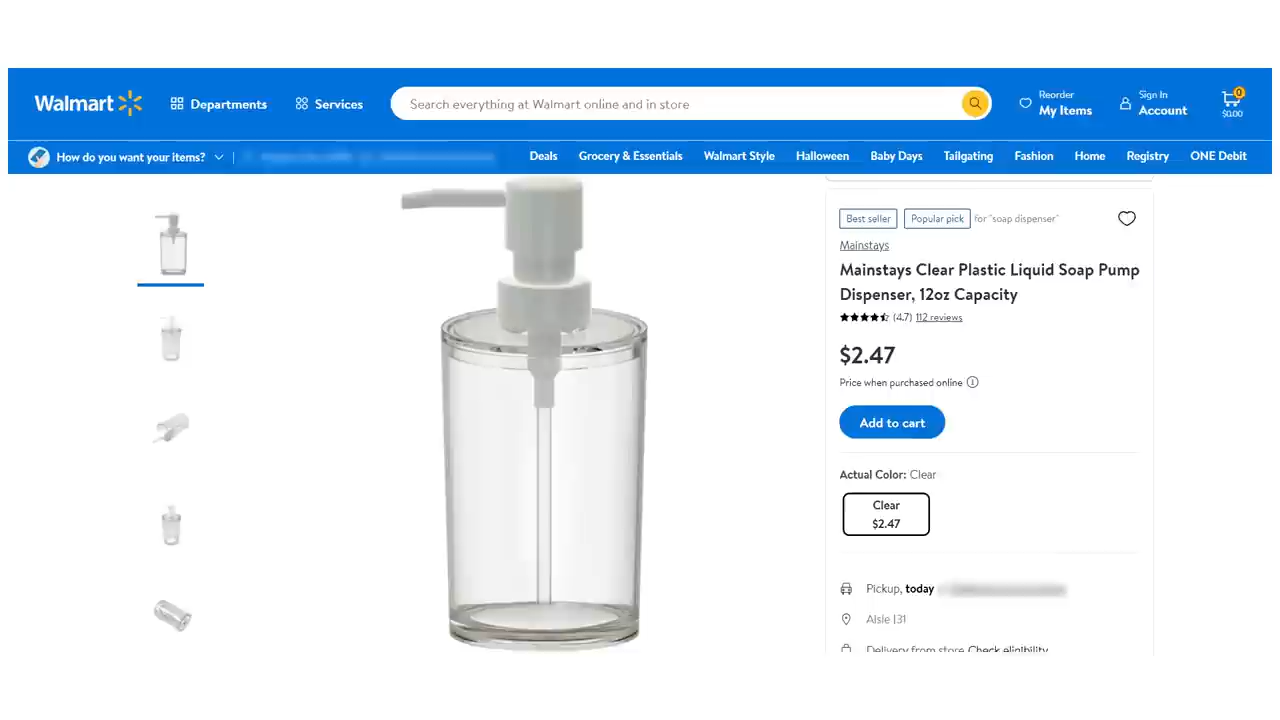 Walmart
Departments
Services
Search everything at Walmart online and in store
Reorder
My Items
Sign In
Account
0
$0.00
How do you want your items?
Deals
Grocery & Essentials
Walmart Style
Halloween
Baby Days
Tailgating
Fashion
Home
Registry
ONE Debit
Best seller
Popular pick
for "soap dispenser"
Mainstays
Mainstays Clear Plastic Liquid Soap Pump
Dispenser, 12oz Capacity
(4.7) 112 reviews
$2.47
Price when purchased online
Add to cart
Actual Color: Clear
Clear
$2.47
Pickup, today
Aisle I31
Delivery from store Check eligibility